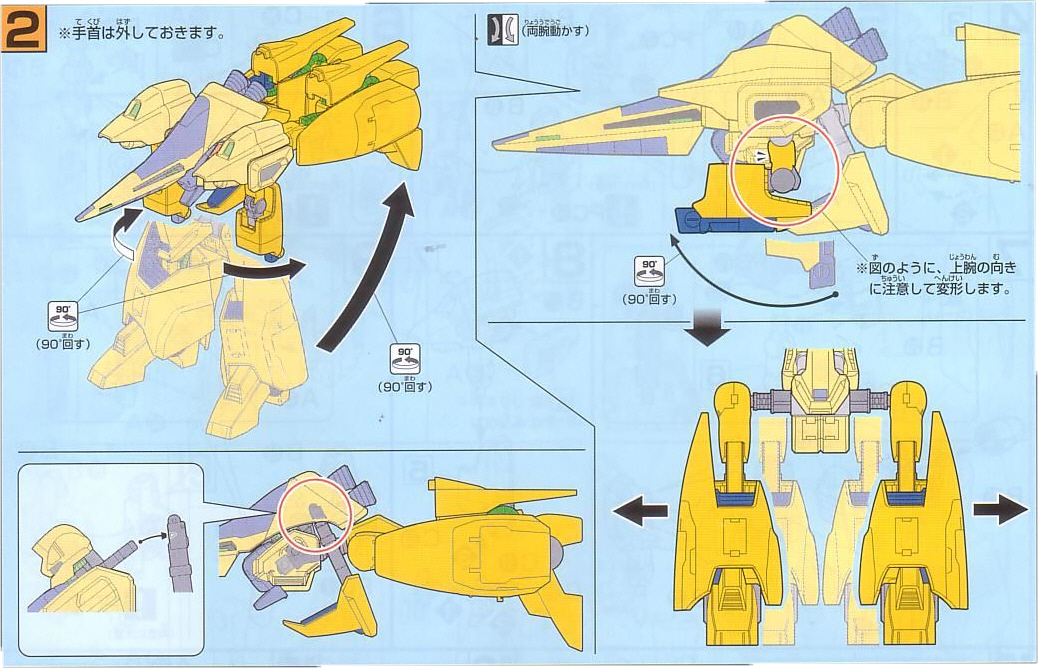 2
※手首は外しておきます。
(両腕動かす)
90°
(90°回す)
90°
(90°回す)
90°
(90°回す)
※図のように、上腕の向き
に注意して変形します。